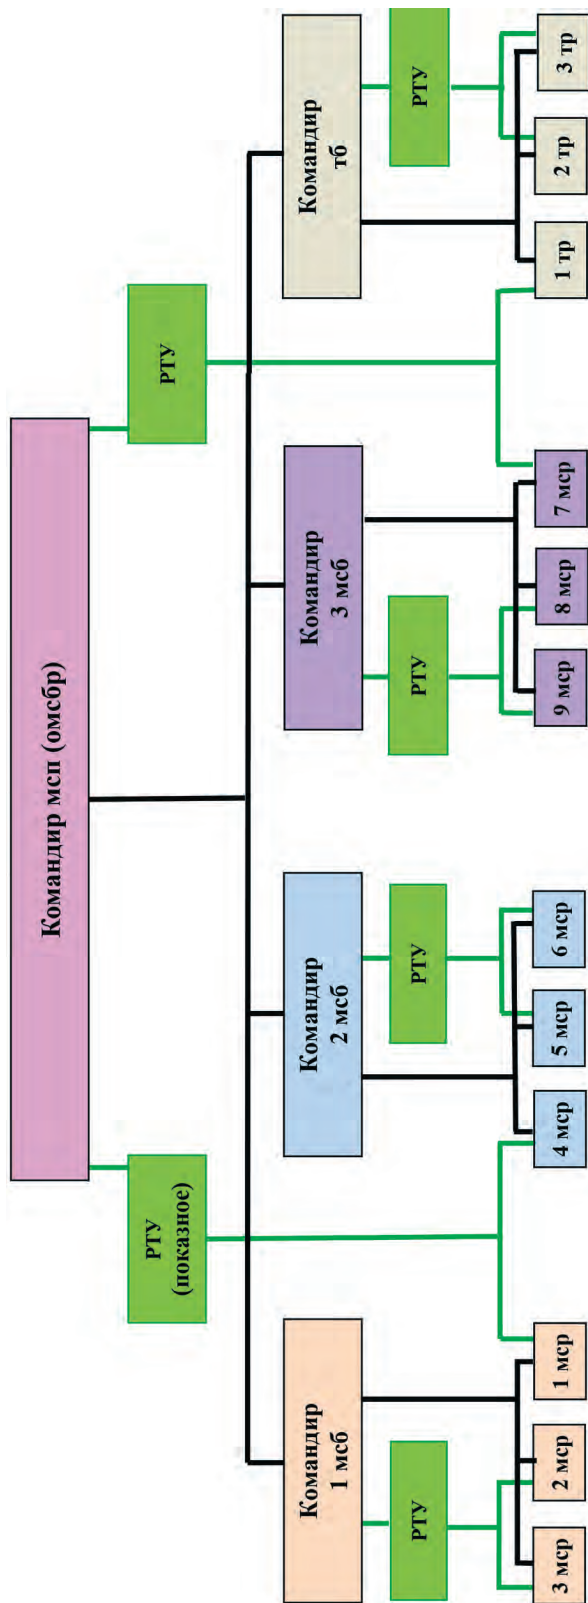 Командир мсп (омсбр)
РТУ
(показное)
РТУ
Командир
1 мсб
Командир
2 мсб
Командир
3 мсб
Командир
тб
РТУ
РТУ
РТУ
РТУ
3 мср
2 мср
1 мср
4 мср
5 мср
6 мср
9 мср
8 мср
7 мср
1 тр
2 тр
3 тр